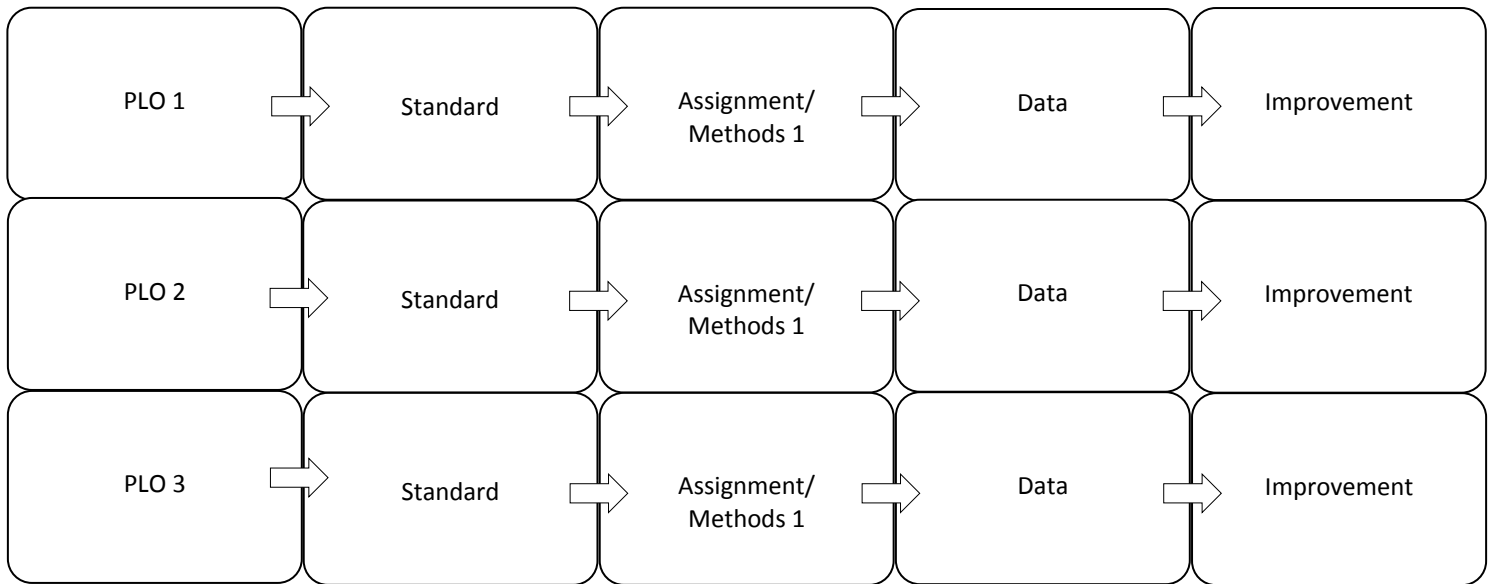 PLO 1
Standard
Assignment/
Methods 1
Data
Improvement
PLO 2
Standard
Assignment/
Methods 1
Data
Improvement
PLO 3
Standard
Assignment/
Methods 1
Data
Improvement